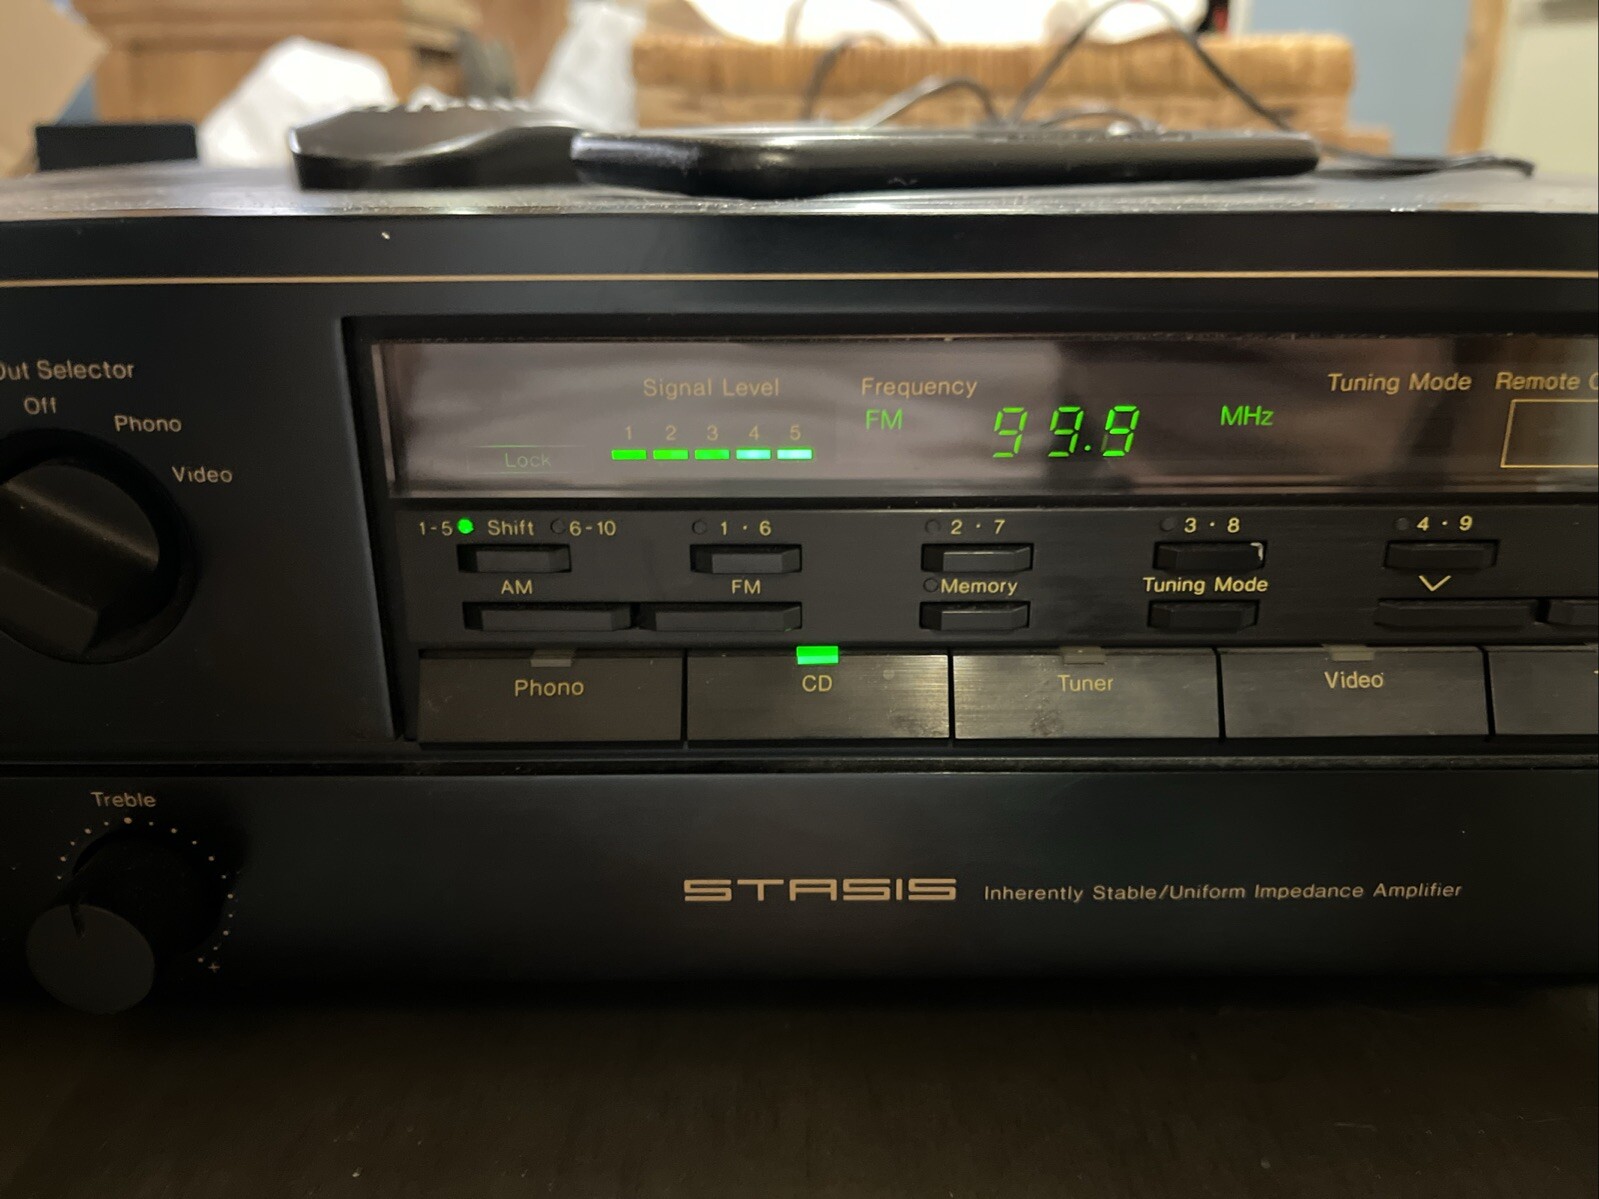 Out Selector
Off
Phono
Video
Signal Level
1 2 3 4 5
Lock
Frequency
FM 99.9 MHz
Tuning Mode
Remote
1-5 Shift 6-10
1 · 6
2 · 7
3 · 8
4 · 9
AM
FM
Memory
Tuning Mode
Phono
CD
Tuner
Video
Treble
+
STASIS Inherently Stable/Uniform Impedance Amplifier